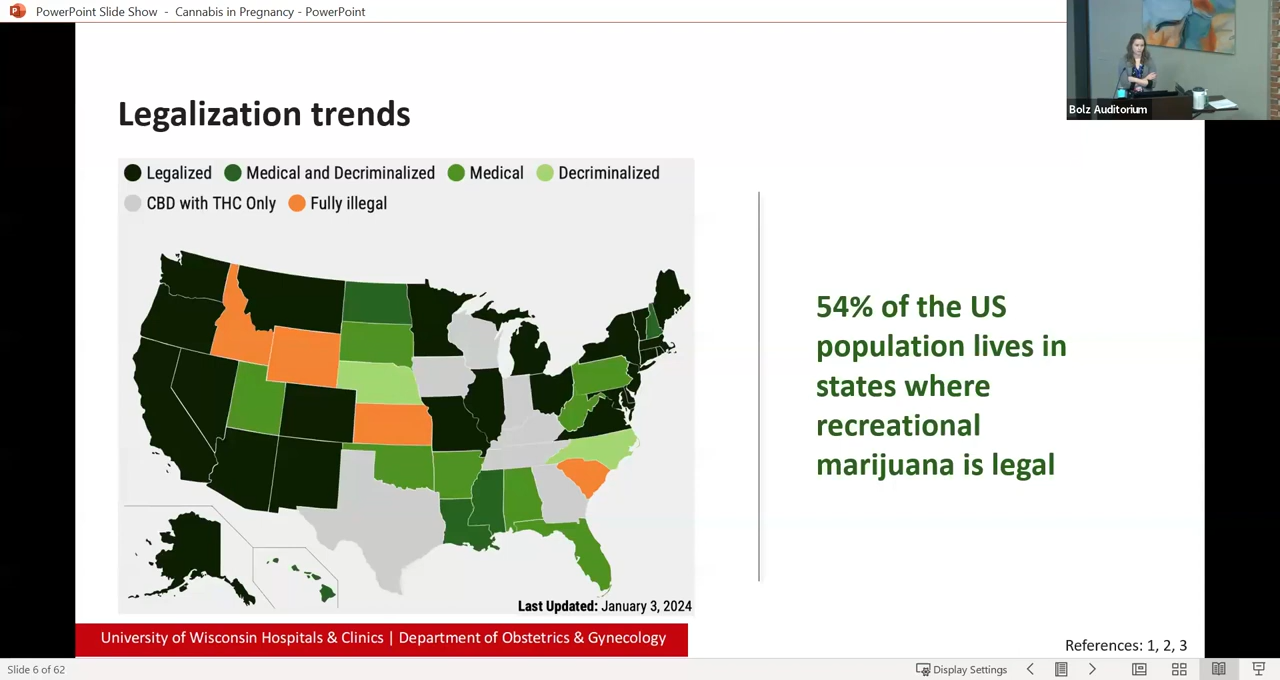 PowerPoint Slide Show - Cannabis in Pregnancy - PowerPoint
Bolz Auditorium
Legalization trends
Legalized Medical and Decriminalized Medical Decriminalized
CBD with THC Only Fully illegal
54% of the US
population lives in
states where
recreational
marijuana is legal
Last Updated: January 3, 2024
University of Wisconsin Hospitals & Clinics | Department of Obstetrics & Gynecology
References: 1, 2, 3
Slide 6 of 62
Display Settings